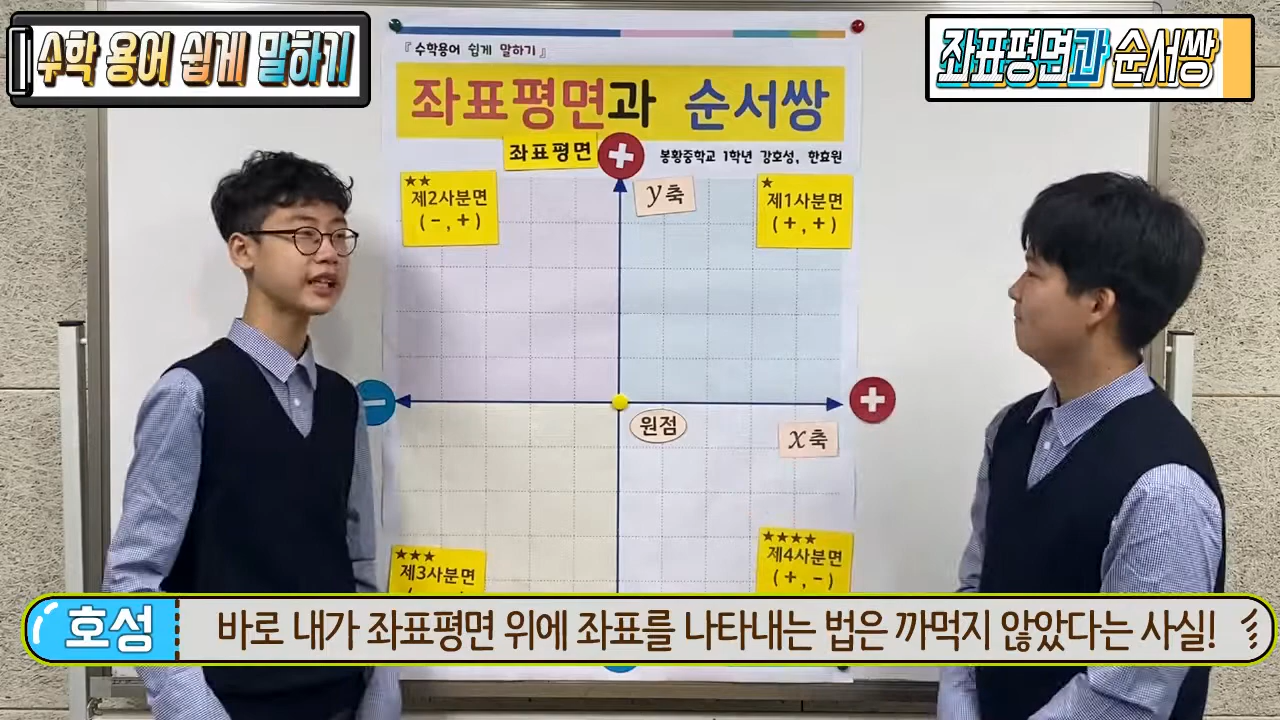 수학 용어 쉽게 말하기
좌표평면과 순서쌍
『수학용어 쉽게 말하기』
좌표평면과 순서쌍
좌표평면
봉황중학교 1학년 강호성, 한효원
★★
제2사분면
(-,+)
y축
★
제1사분면
(+,+)
원점
x축
★★★
제3사분면
★★★★
제4사분면
(+,-)
호성
바로 내가 좌표평면 위에 좌표를 나타내는 법은 까먹지 않았다는 사실!